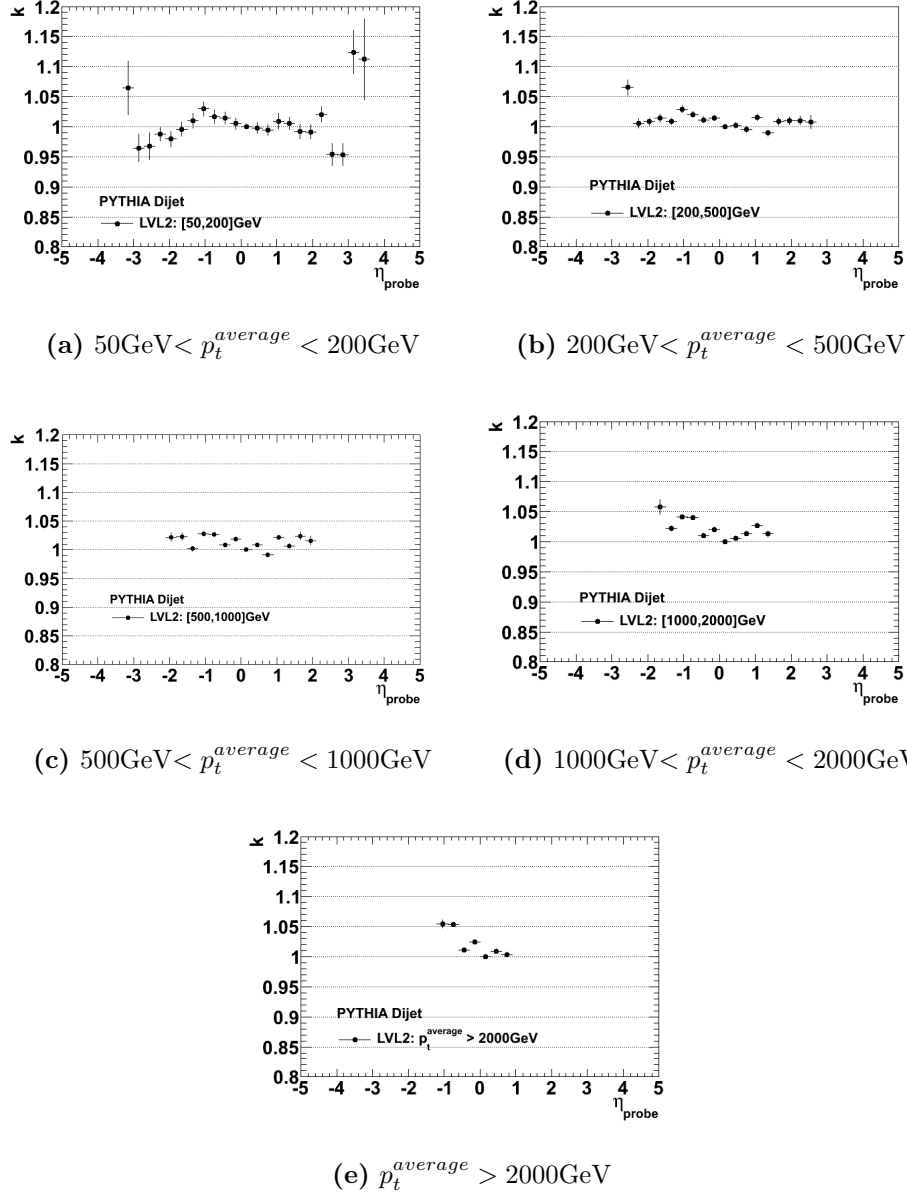 k
1.2
1.15
1.1
1.05
1
0.95
0.9
0.85
0.8
PYTHIA Dijet
LVL2: [50,200]GeV
-5 -4 -3 -2 -1 0 1 2 3 4 5
η_probe
(a) 50GeV< p_t^{average} < 200GeV
k
1.2
1.15
1.1
1.05
1
0.95
0.9
0.85
0.8
PYTHIA Dijet
LVL2: [200,500]GeV
-5 -4 -3 -2 -1 0 1 2 3 4 5
η_probe
(b) 200GeV< p_t^{average} < 500GeV
k
1.2
1.15
1.1
1.05
1
0.95
0.9
0.85
0.8
PYTHIA Dijet
LVL2: [500,1000]GeV
-5 -4 -3 -2 -1 0 1 2 3 4 5
η_probe
(c) 500GeV< p_t^{average} < 1000GeV
k
1.2
1.15
1.1
1.05
1
0.95
0.9
0.85
0.8
PYTHIA Dijet
LVL2: [1000,2000]GeV
-5 -4 -3 -2 -1 0 1 2 3 4 5
η_probe
(d) 1000GeV< p_t^{average} < 2000GeV
k
1.2
1.15
1.1
1.05
1
0.95
0.9
0.85
0.8
PYTHIA Dijet
LVL2: p_t^{average} > 2000GeV
-5 -4 -3 -2 -1 0 1 2 3 4 5
η_probe
(e) p_t^{average} > 2000GeV